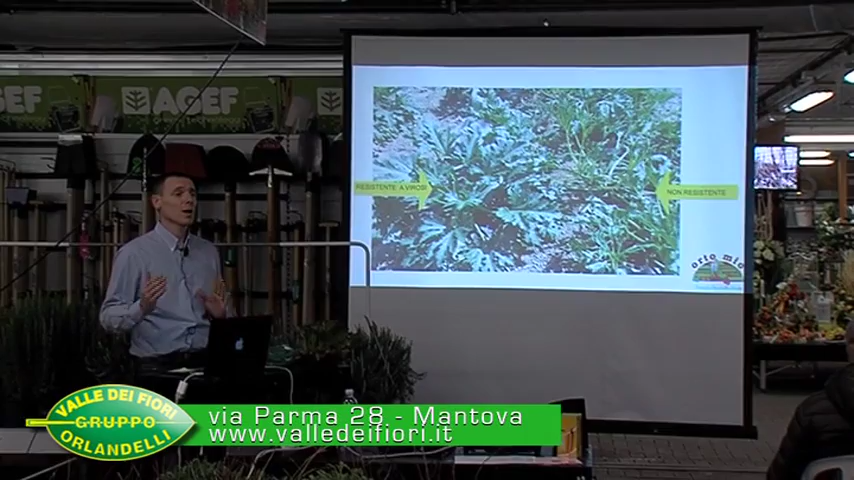 AGEF
RESISTENTE A VIROSI
NON RESISTENTE
orto mio
VALLE DEI FIORI
GRUPPO
ORLANDELLI
via Parma 28 - Mantova
www.valledeifiori.it